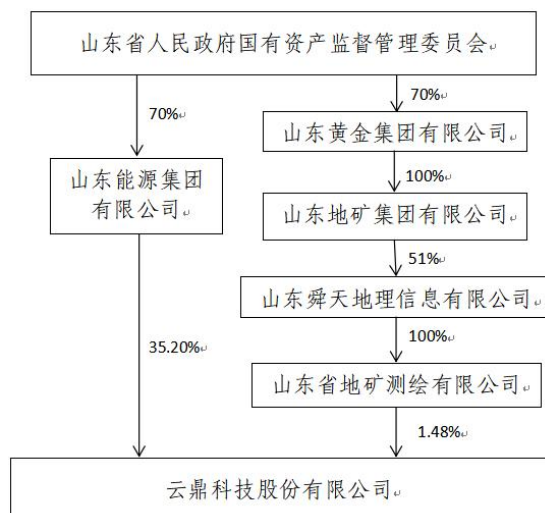 山东省人民政府国有资产监督管理委员会
70%
70%
山东黄金集团有限公司
100%
山东能源集团
有限公司
山东地矿集团有限公司
51%
山东舜天地理信息有限公司
35.20%
100%
山东省地矿测绘有限公司
1.48%
云鼎科技股份有限公司